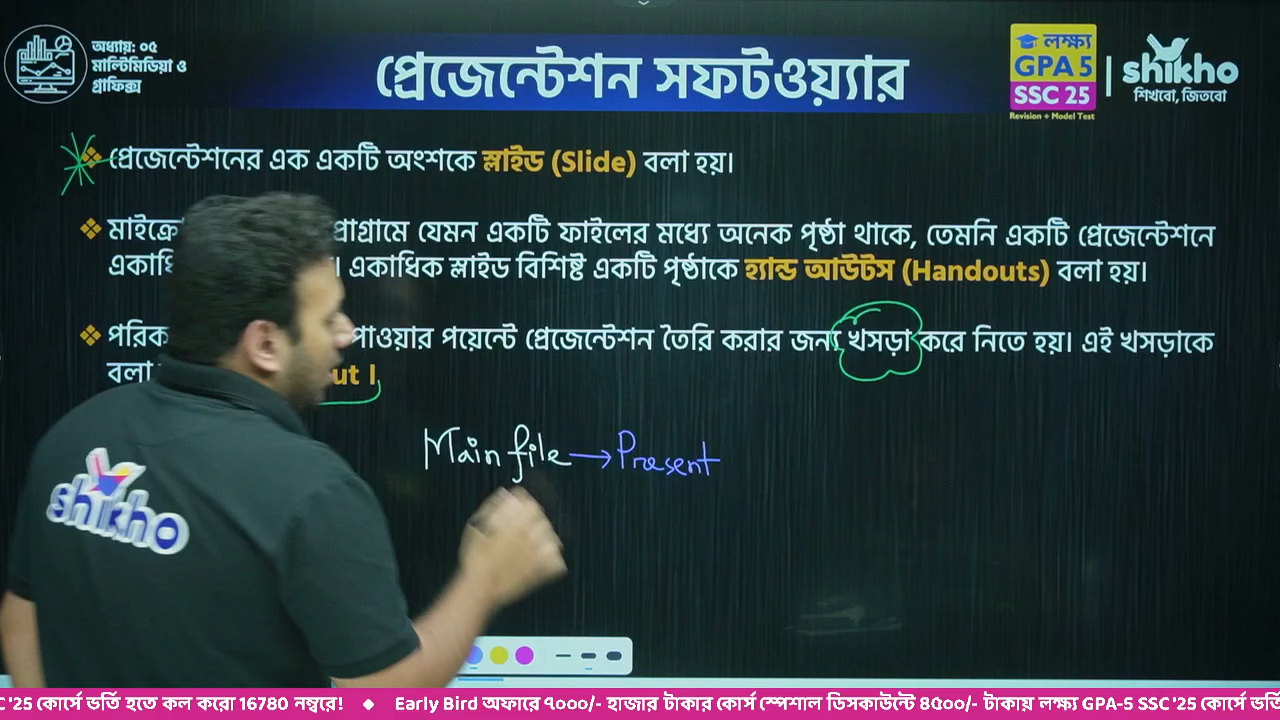 অধ্যায়: ০৫
মাল্টিমিডিয়া ও
গ্রাফিক্স
প্রেজেন্টেশন সফটওয়্যার
লক্ষ্য
GPA 5
SSC 25
Revision + Model Test
shikho
শিখবো, জিতবো
প্রেজেন্টেশনের এক একটি অংশকে স্লাইড (Slide) বলা হয়।
মাইক্রো প্রোগ্রামে যেমন একটি ফাইলের মধ্যে অনেক পৃষ্ঠা থাকে, তেমনি একটি প্রেজেন্টেশনে
একাধি । একাধিক স্লাইড বিশিষ্ট একটি পৃষ্ঠাকে হ্যান্ড আউটস (Handouts) বলা হয়।
পরিক পাওয়ার পয়েন্টে প্রেজেন্টেশন তৈরি করার জন্য খসড়া করে নিতে হয়। এই খসড়াকে
বলা ut ।
Main file → Present
shikho
C '25 কোর্সে ভর্তি হতে কল করো 16780 নম্বরে! ◆ Early Bird অফারে ৭০০০/- হাজার টাকার কোর্স স্পেশাল ডিসকাউন্টে ৪৫০০/- টাকায় লক্ষ্য GPA-5 SSC '25 কোর্সে ভর্তি